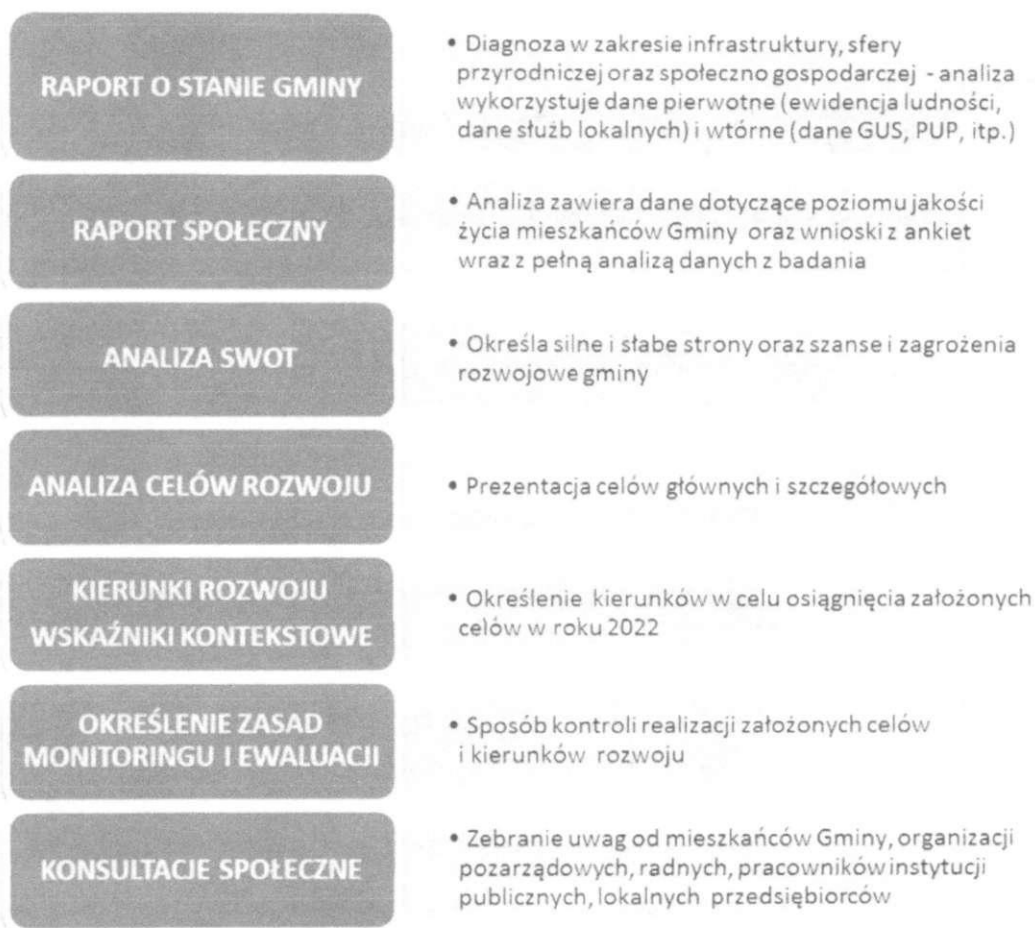 RAPORT O STANIE GMINY
• Diagnoza w zakresie infrastruktury, sfery
przyrodniczej oraz społeczno gospodarczej - analiza
wykorzystuje dane pierwotne (ewidencja ludności,
dane służb lokalnych) i wtórne (dane GUS, PUP, itp.)
RAPORT SPOŁECZNY
• Analiza zawiera dane dotyczące poziomu jakości
życia mieszkańców Gminy oraz wnioski z ankiet
wraz z pełną analizą danych z badania
ANALIZA SWOT
• Określa silne i słabe strony oraz szanse i zagrożenia
rozwojowe gminy
ANALIZA CELÓW ROZWOJU
• Prezentacja celów głównych i szczegółowych
KIERUNKI ROZWOJU
WSKAŹNIKI KONTEKSTOWE
• Określenie kierunków w celu osiągnięcia założonych
celów w roku 2022
OKREŚLENIE ZASAD
MONITORINGU I EWALUACJI
• Sposób kontroli realizacji założonych celów
i kierunków rozwoju
KONSULTACJE SPOŁECZNE
• Zebranie uwag od mieszkańców Gminy, organizacji
pozarządowych, radnych, pracowników instytucji
publicznych, lokalnych przedsiębiorców